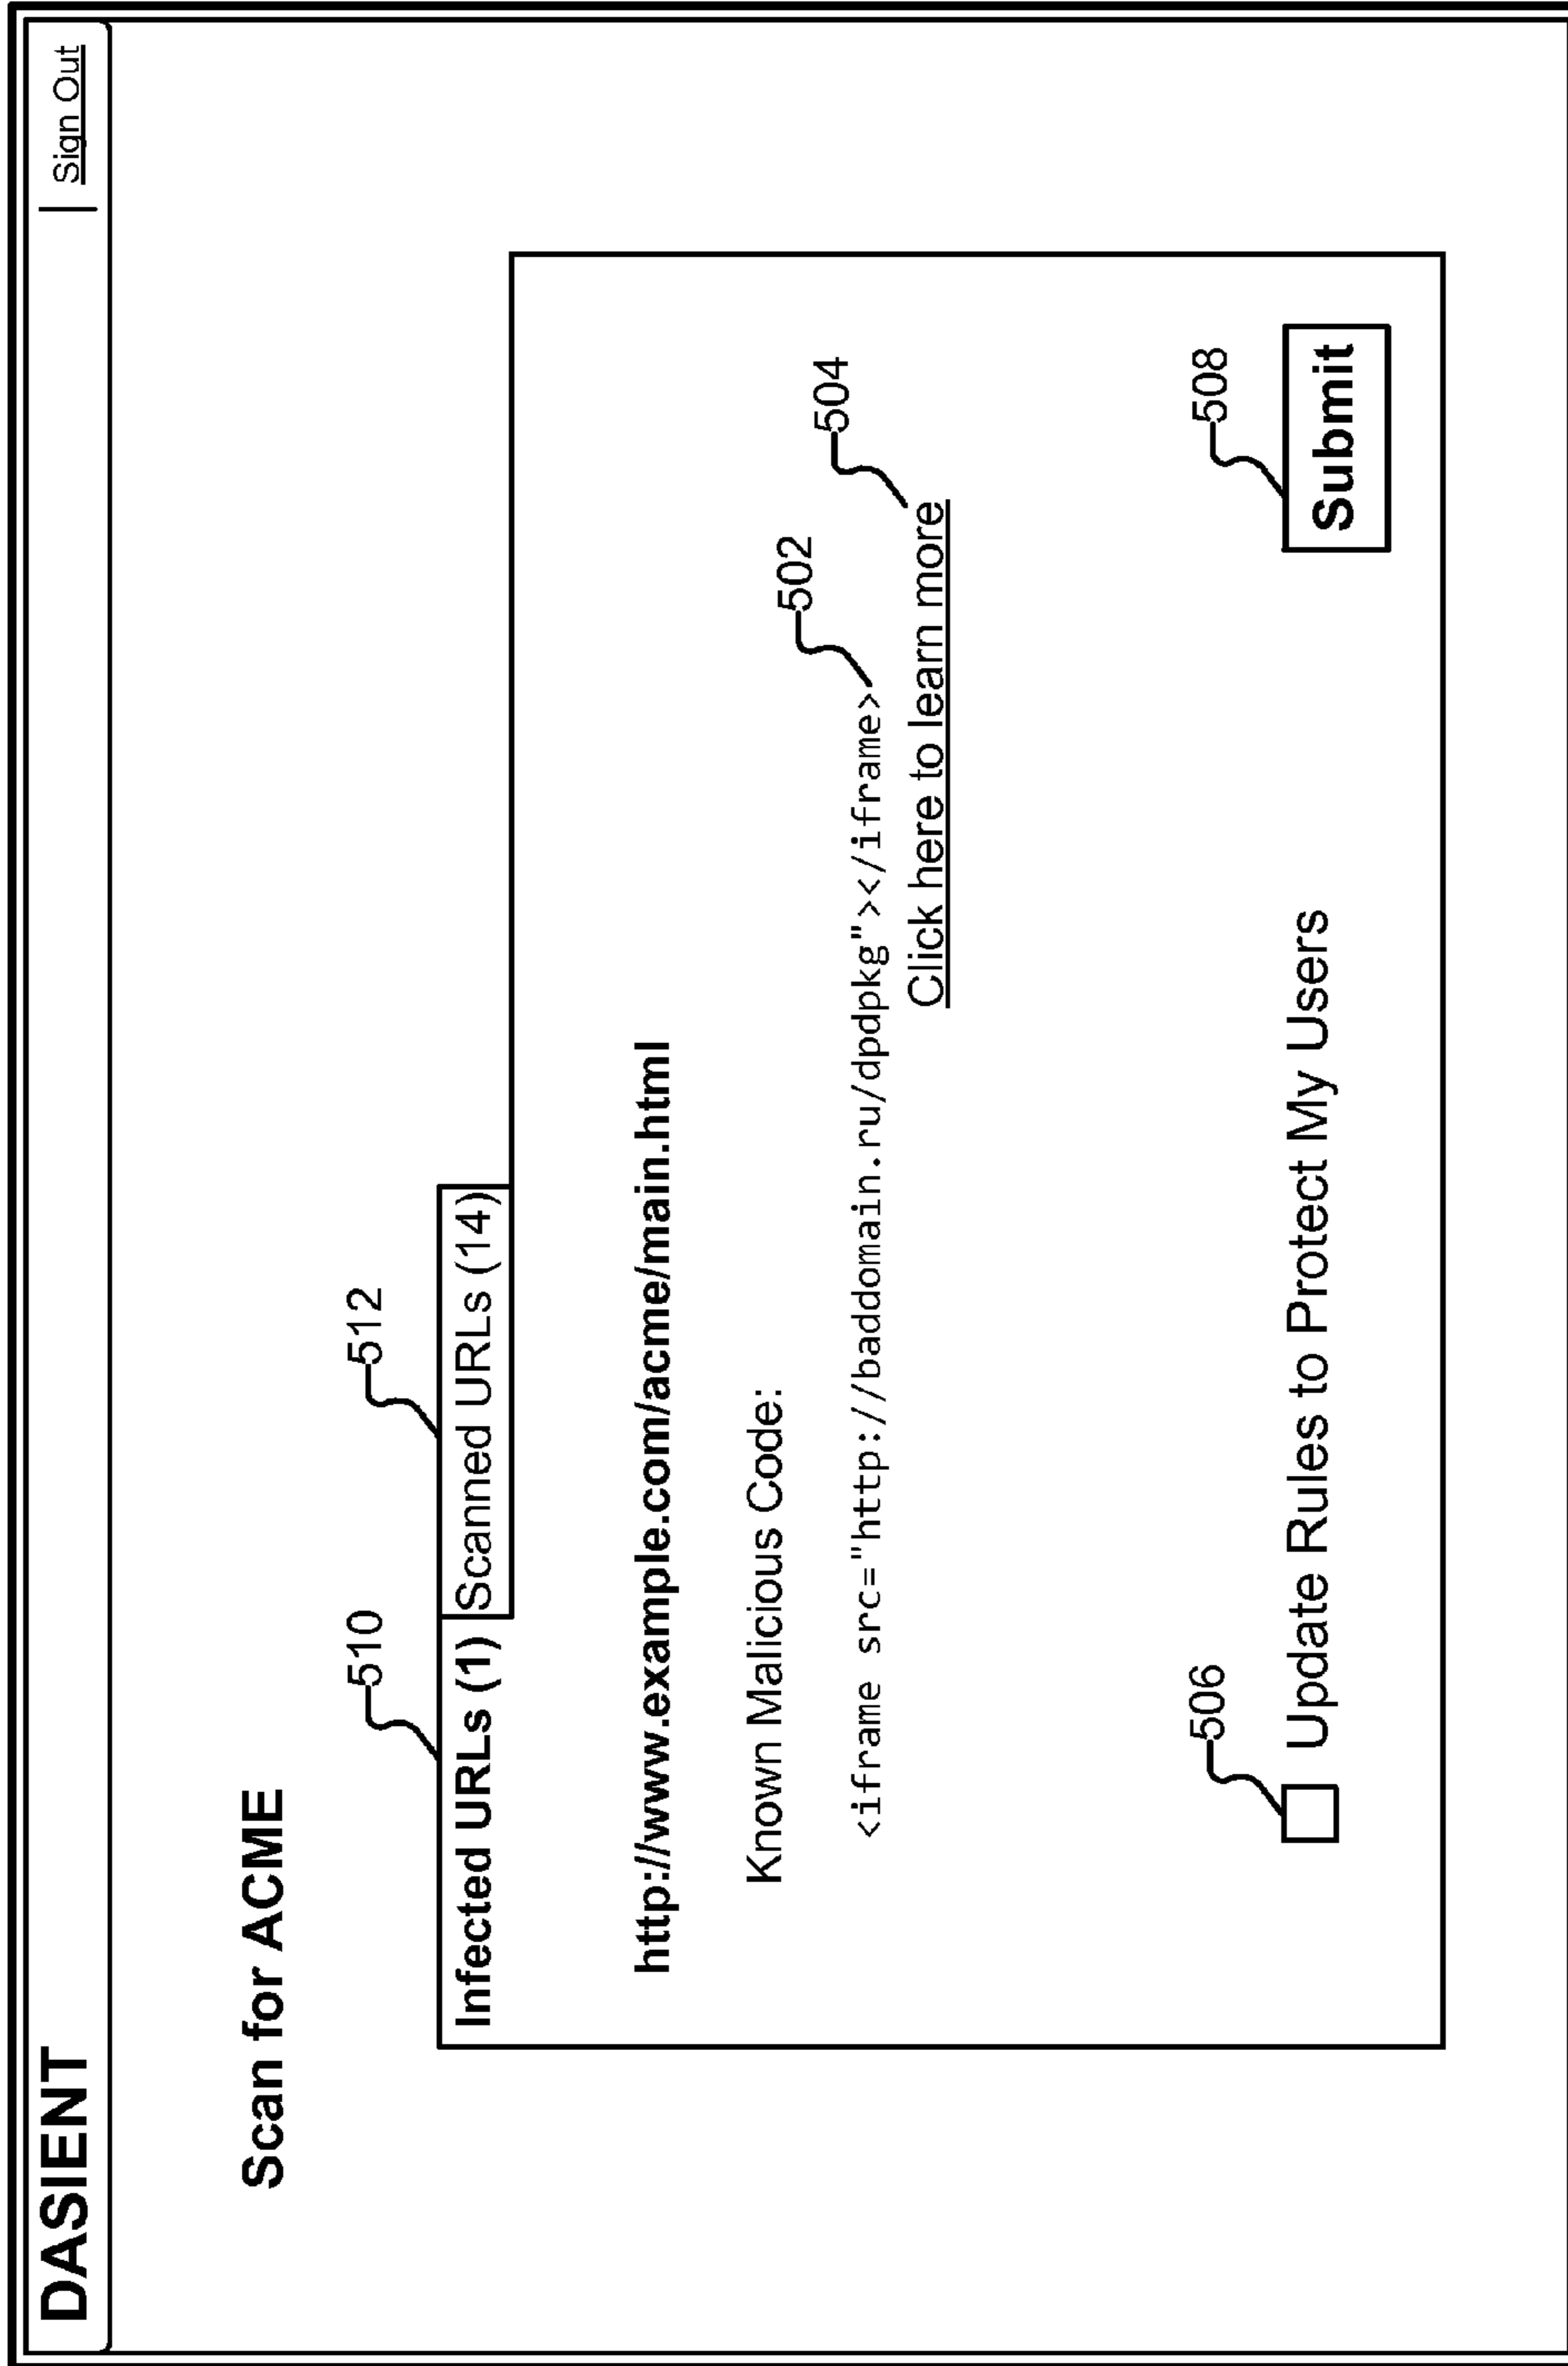 DASIENT
Sign Out
Scan for ACME
510
512
Infected URLs (1)
Scanned URLs (14)
http://www.example.com/acme/main.html
Known Malicious Code:
502
<iframe src="http://baddomain.ru/dpdpkg"></iframe>
504
Click here to learn more
506
508
Update Rules to Protect My Users
Submit